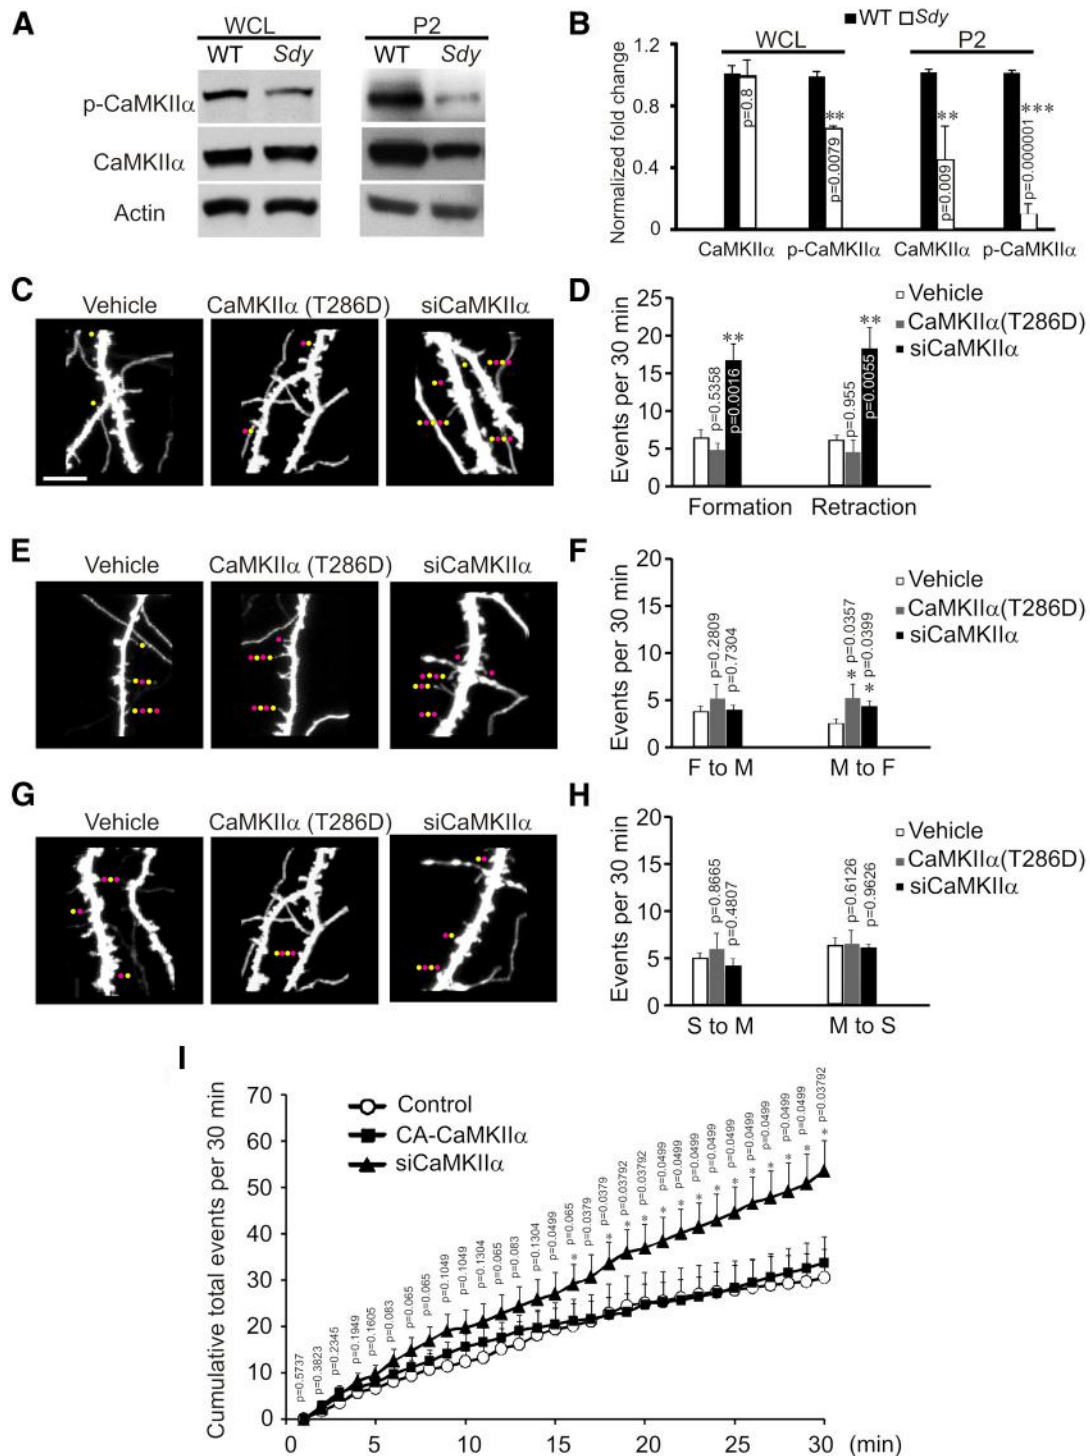 A
WCL
P2
WT
Sdy
WT
Sdy
p-CaMKIIα
CaMKIIα
Actin
B
WT
Sdy
WCL
P2
Normalized fold change
1.2
0.8
0.4
0
p=0.8
**
p=0.0079
**
p=0.009
***
p=0.0000001
CaMKIIα
p-CaMKIIα
CaMKIIα
p-CaMKIIα
C
Vehicle
CaMKIIα (T286D)
siCaMKIIα
D
Events per 30 min
25
20
15
10
5
0
p=0.5358
**
p=0.0016
p=0.955
**
p=0.0055
Formation
Retraction
Vehicle
CaMKIIα(T286D)
siCaMKIIα
E
Vehicle
CaMKIIα (T286D)
siCaMKIIα
F
Events per 30 min
20
15
10
5
0
p=0.2809
p=0.7304
* p=0.0357
* p=0.0399
F to M
M to F
Vehicle
CaMKIIα(T286D)
siCaMKIIα
G
Vehicle
CaMKIIα (T286D)
siCaMKIIα
H
Events per 30 min
20
15
10
5
0
p=0.8665
p=0.4807
p=0.6126
p=0.9626
S to M
M to S
Vehicle
CaMKIIα(T286D)
siCaMKIIα
I
Cumulative total events per 30 min
70
60
50
40
30
20
10
0
Control
CA-CaMKIIα
siCaMKIIα
p=0.5737
p=0.3823
p=0.2345
p=0.1949
p=0.1605
p=0.083
p=0.065
p=0.065
p=0.1049
p=0.1049
p=0.1304
p=0.065
p=0.083
p=0.1304
p=0.0499
* p=0.065
p=0.0379
* p=0.0379
* p=0.03792
* p=0.03792
* p=0.0499
* p=0.0499
* p=0.0499
* p=0.0499
* p=0.0499
* p=0.0499
* p=0.0499
* p=0.0499
* p=0.0499
* p=0.03792
0
5
10
15
20
25
30
(min)